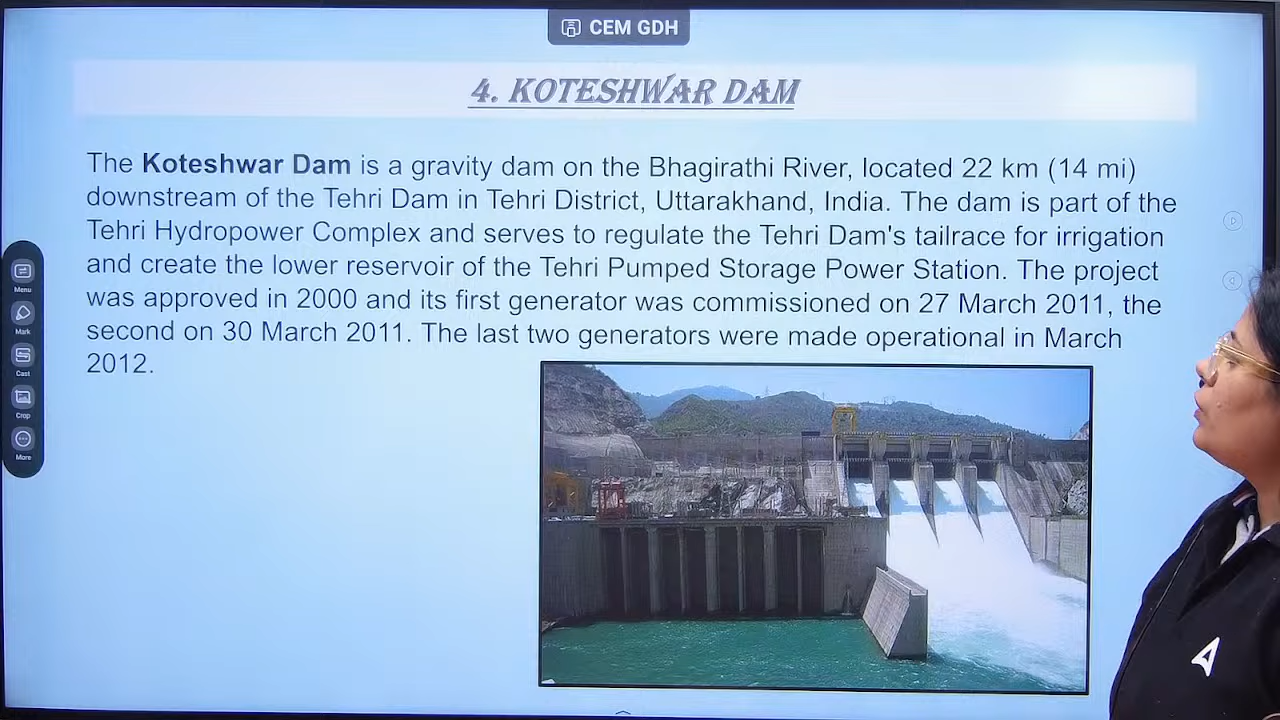 CEM GDH
4. KOTESHWAR DAM
The Koteshwar Dam is a gravity dam on the Bhagirathi River, located 22 km (14 mi)
downstream of the Tehri Dam in Tehri District, Uttarakhand, India. The dam is part of the
Tehri Hydropower Complex and serves to regulate the Tehri Dam's tailrace for irrigation
and create the lower reservoir of the Tehri Pumped Storage Power Station. The project
was approved in 2000 and its first generator was commissioned on 27 March 2011, the
second on 30 March 2011. The last two generators were made operational in March
2012.
Menu
Mark
Cast
Crop
More